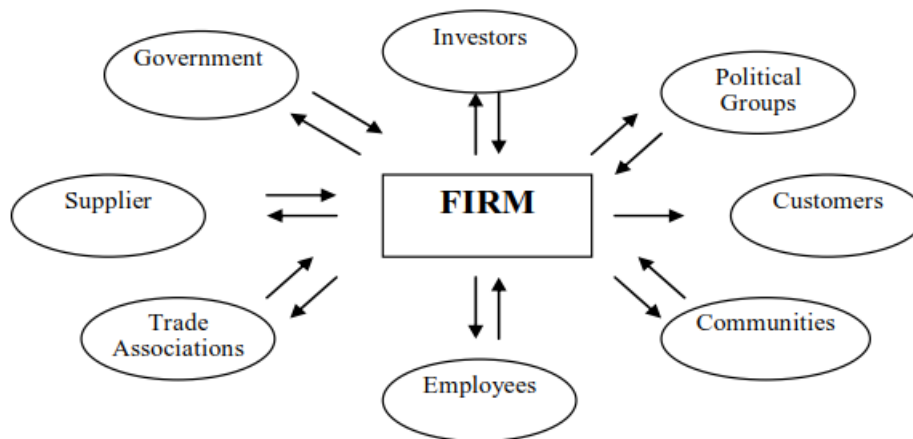 Investors
Government
Political
Groups
Supplier
FIRM
Customers
Trade
Associations
Communities
Employees